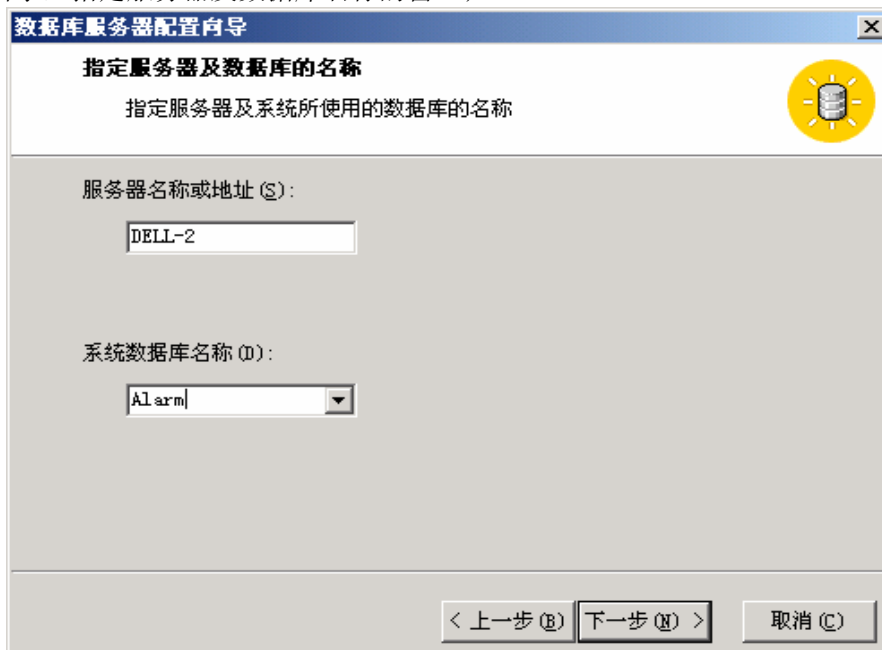 数据库服务器配置向导
指定服务器及数据库的名称
指定服务器及系统所使用的数据库的名称
服务器名称或地址(S):
DELL-2
系统数据库名称(D):
Alarm
< 上一步(B) 下一步(N) > 取消(C)